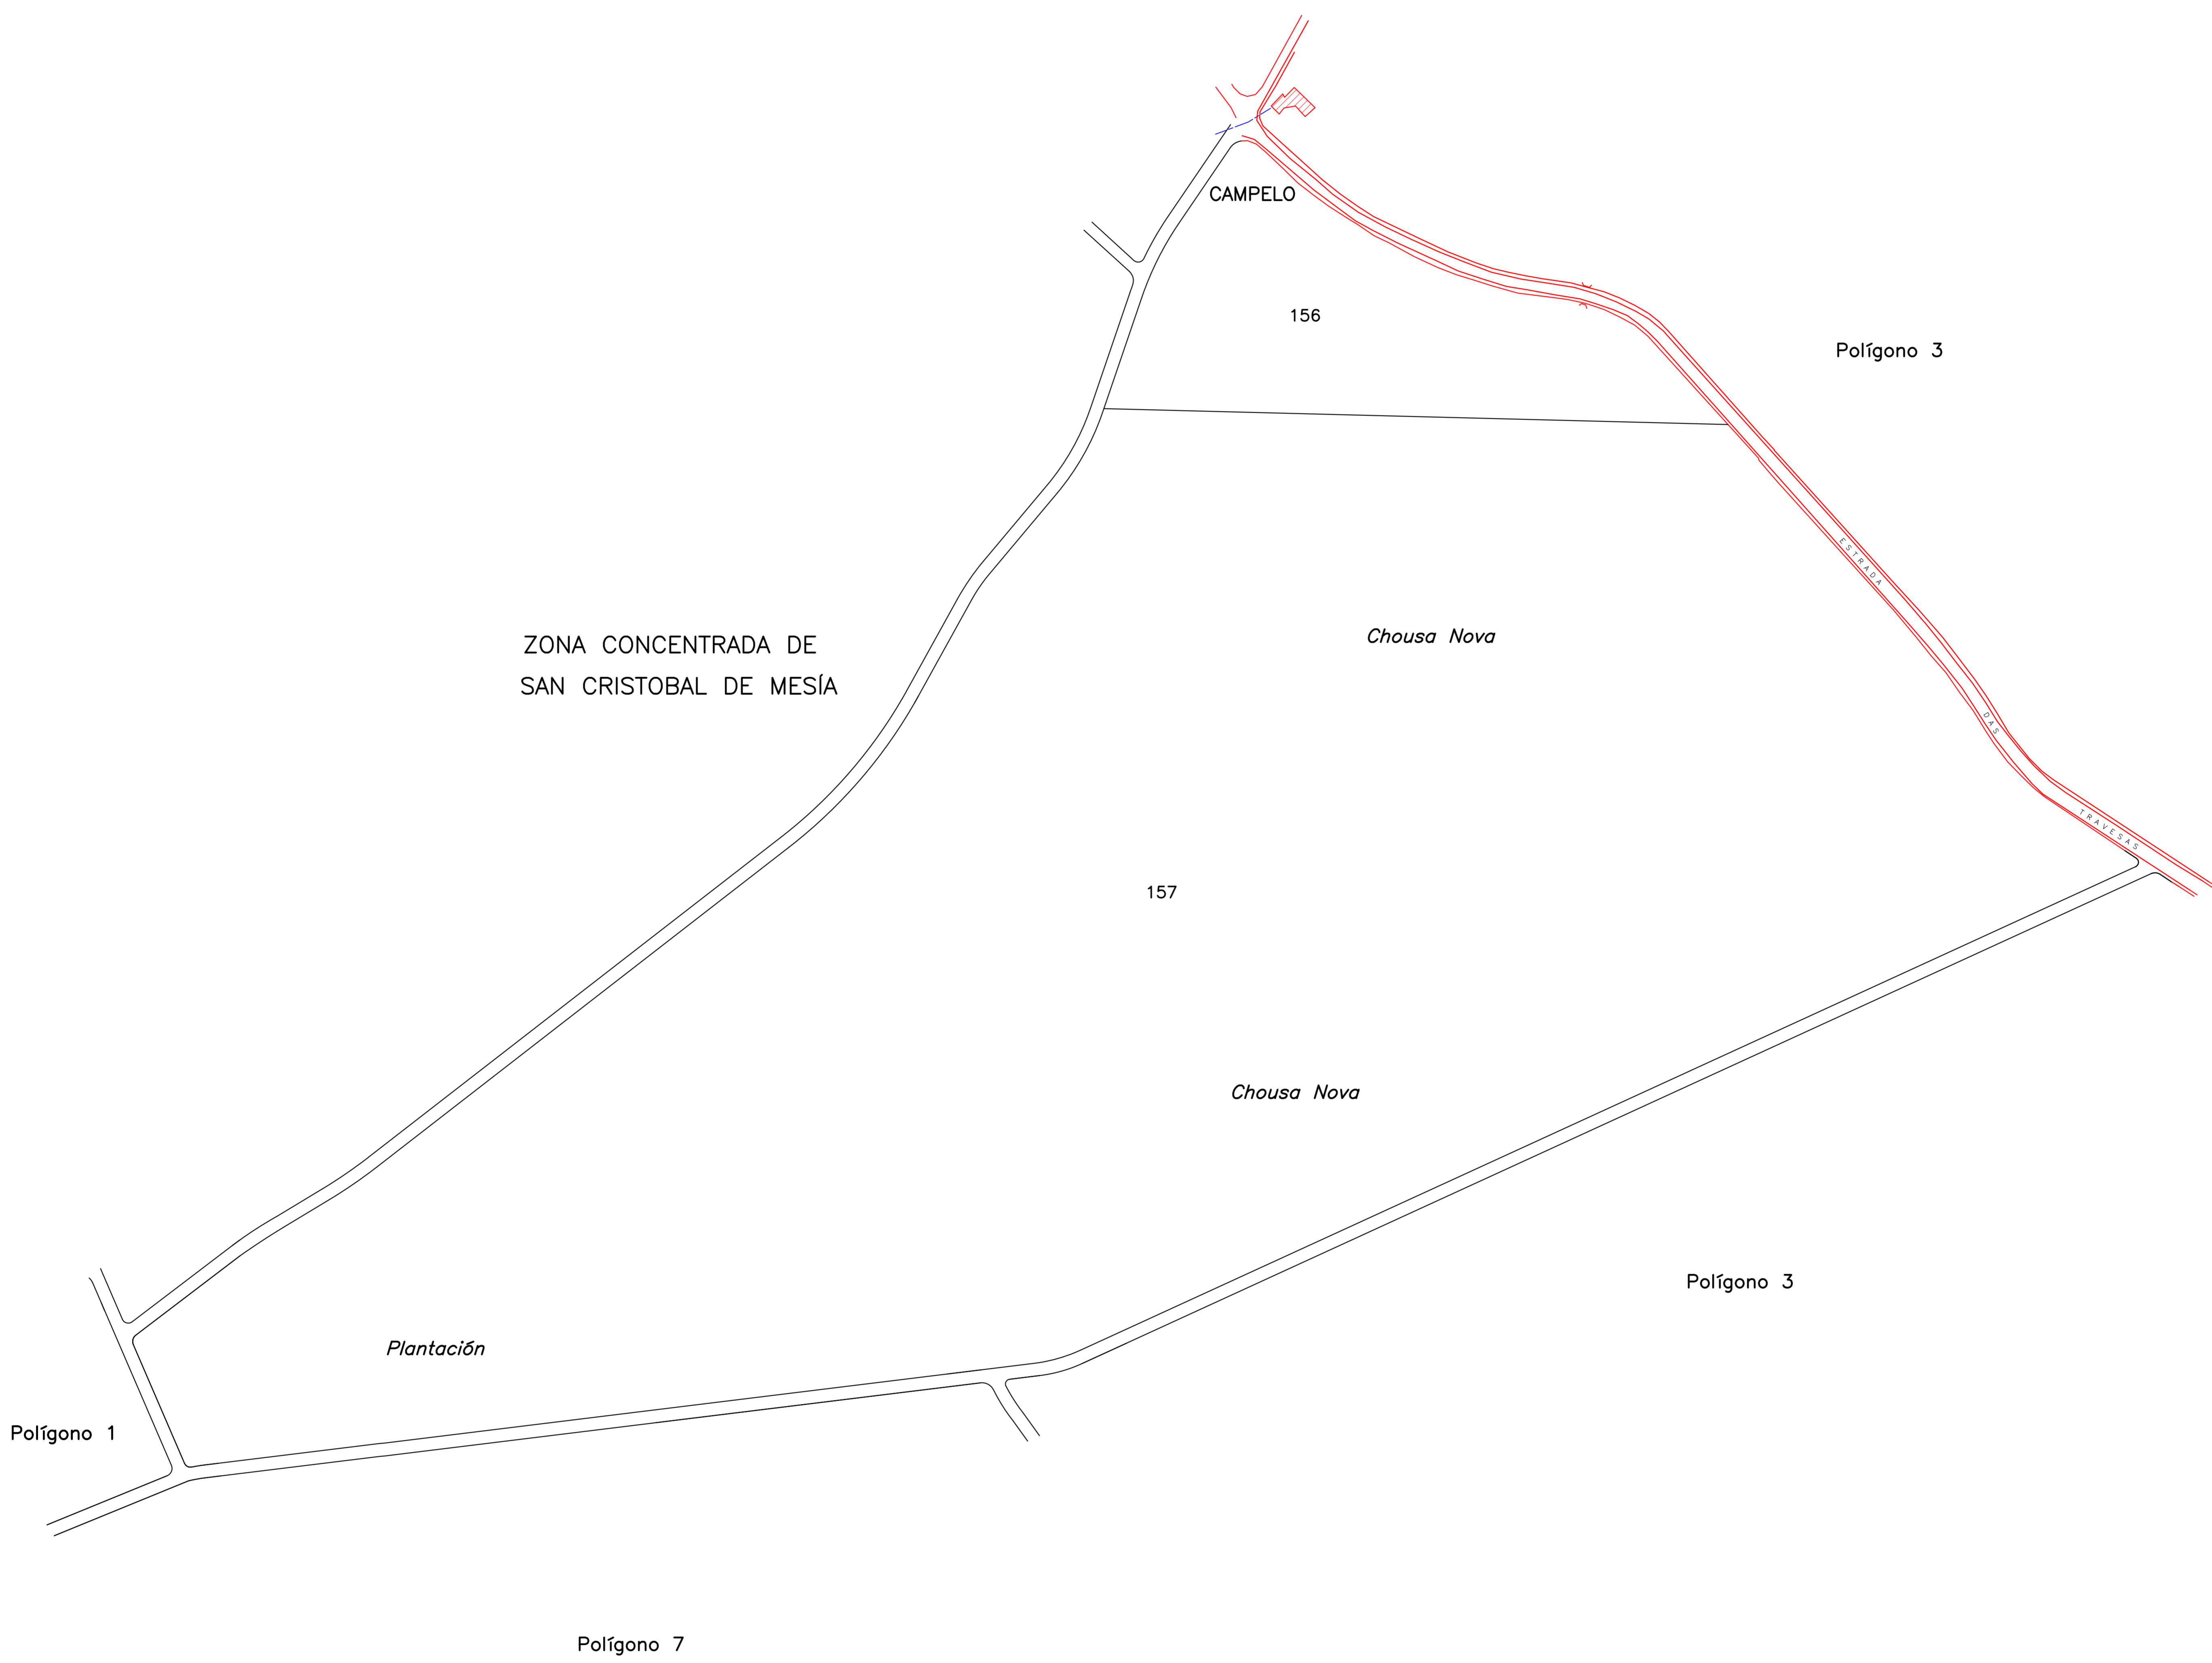 CAMPELO
156
Polígono 3
ESTRADA
Chousa Nova
ZONA CONCENTRADA DE
SAN CRISTOBAL DE MESÍA
DAS
TRAVESAS
157
Chousa Nova
Polígono 3
Plantación
Polígono 1
Polígono 7